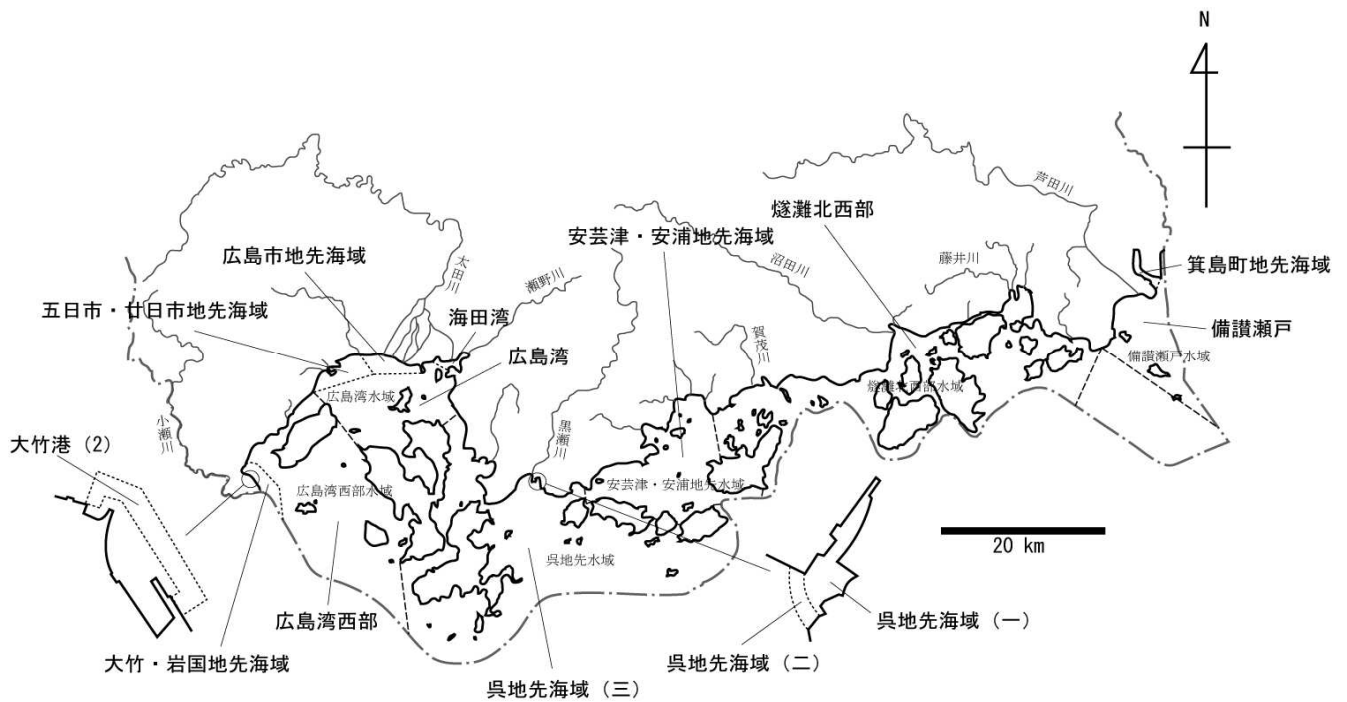 N
芦田川
燧灘北西部
安芸津・安浦地先海域
広島市地先海域
太田川
瀬野川
沼田川
藤井川
箕島町地先海域
五日市・廿日市地先海域
海田湾
備讃瀬戸
広島湾
賀茂川
備讃瀬戸水域
広島湾水域
燧灘北西部水域
小瀬川
黒瀬川
大竹港（2）
広島湾西部水域
安芸津・安浦地先水域
20 km
呉地先水域
呉地先海域（一）
広島湾西部
大竹・岩国地先海域
呉地先海域（二）
呉地先海域（三）